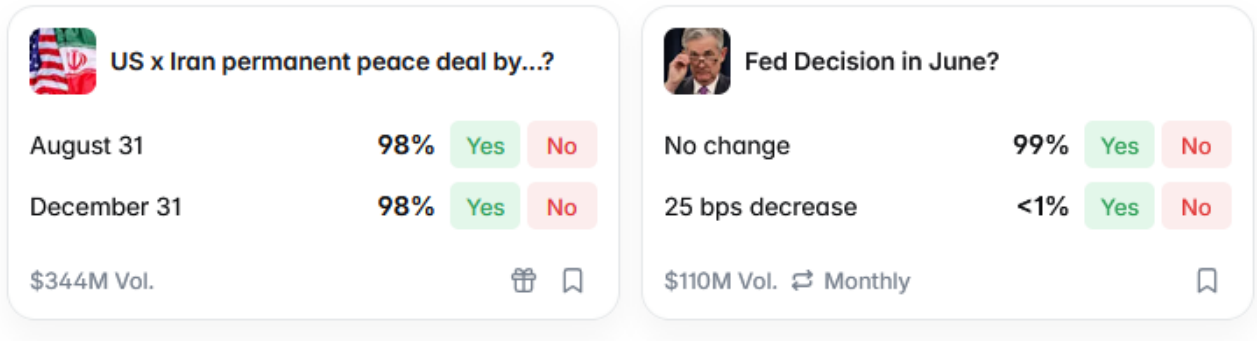 US x Iran permanent peace deal by...?
August 31 98% Yes No
December 31 98% Yes No
$344M Vol.
Fed Decision in June?
No change 99% Yes No
25 bps decrease <1% Yes No
$110M Vol. Monthly